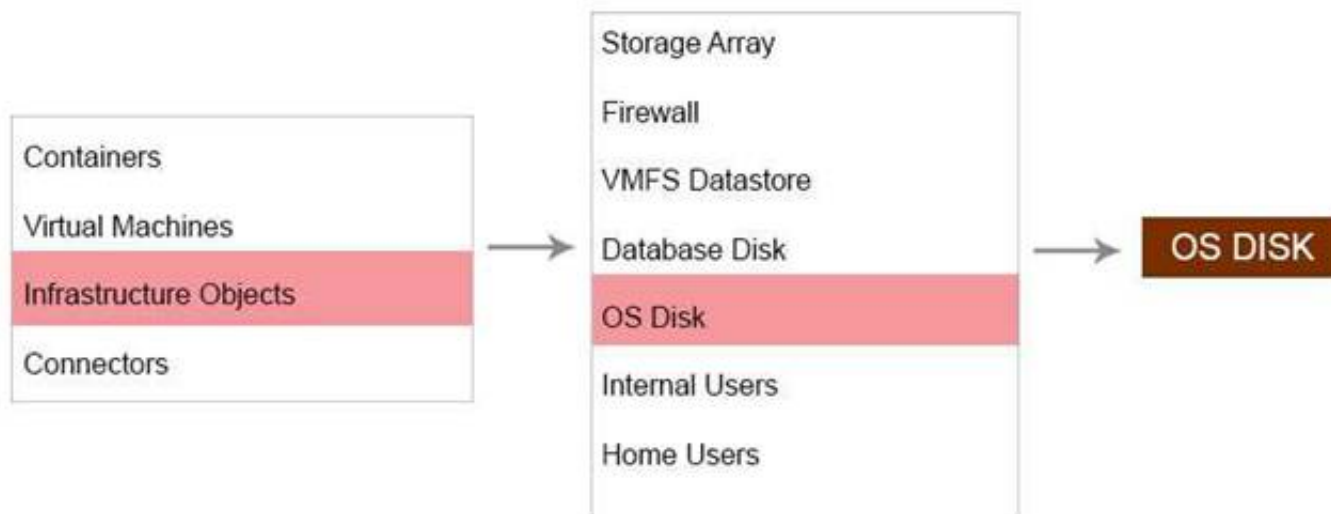 Containers
Virtual Machines
Infrastructure Objects
Connectors
Storage Array
Firewall
VMFS Datastore
Database Disk
OS Disk
Internal Users
Home Users
OS DISK